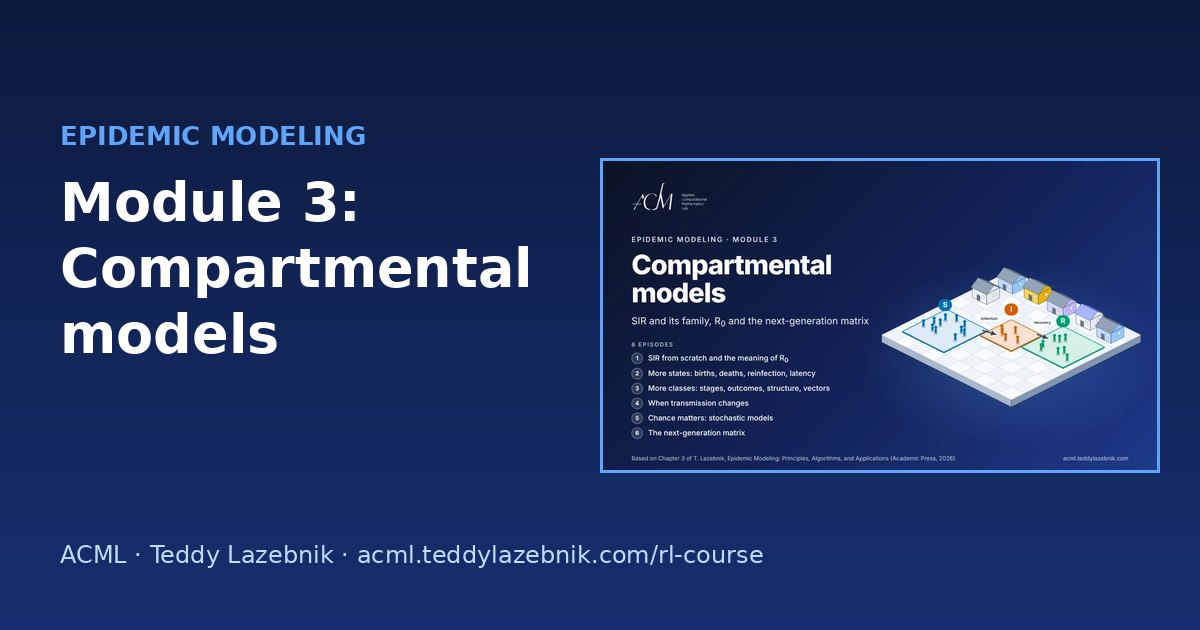 EPIDEMIC MODELING
Module 3:
Compartmental
models
ACM
Applied
Computational
Mathematics
Lab
EPIDEMIC MODELING · MODULE 3
Compartmental
models
SIR and its family, R₀ and the next-generation matrix
6 EPISODES
1 SIR from scratch and the meaning of R₀
2 More states: births, deaths, reinfection, latency
3 More classes: stages, outcomes, structure, vectors
4 When transmission changes
5 Chance matters: stochastic models
6 The next-generation matrix
S
infection
I
recovery
R
Based on Chapter 3 of T. Lazebnik, Epidemic Modeling: Principles, Algorithms, and Applications (Academic Press, 2026)
acml.teddylazebnik.com
ACML · Teddy Lazebnik · acml.teddylazebnik.com/rl-course